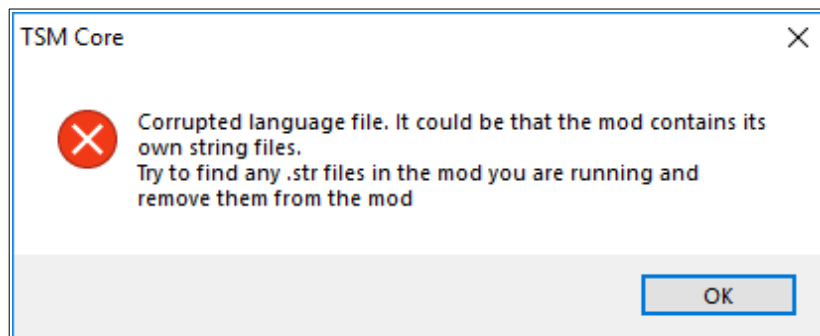 TSM Core
Corrupted language file. It could be that the mod contains its
own string files.
Try to find any .str files in the mod you are running and
remove them from the mod
OK